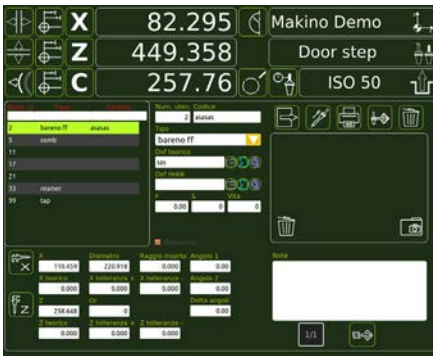 X 82.295 Makino Demo
Z 449.358 Door step
C 257.76 ISO 50
Num. uten. Codice
2 asasas
Tipo
bareno ff
Dxf teorico
sas
Dxf reale
F S Vita
0.00 0 0
2 bareno ff asasas
5 comb
11
17
21
33 reamer
99 tap
X Diametro Raggio inserto Angolo 1
110.459 220.918 0.000 0.00
X teorico X tolleranza + X tolleranza - Angolo 2
0.000 0.000 0.000 0.00
Z Or Delta angoli
258.648 0 0.00
Z teorico Z tolleranza + Z tolleranza -
0.000 0.000 0.000
Note
1/1
X
Z